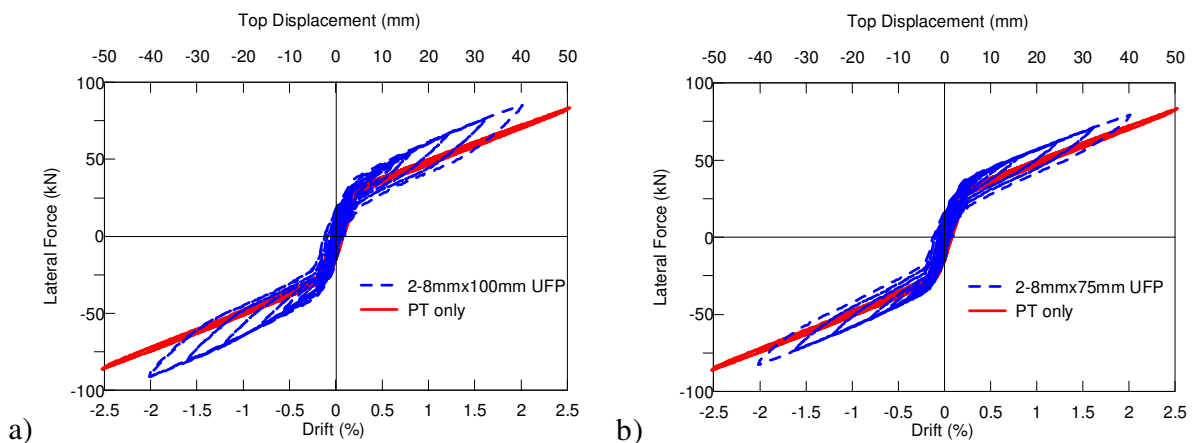 Top Displacement (mm)
-50 -40 -30 -20 -10 0 10 20 30 40 50
100
50
0
-50
-100
Lateral Force (kN)
2-8mmx100mm UFP
PT only
-2.5 -2 -1.5 -1 -0.5 0 0.5 1 1.5 2 2.5
Drift (%)
a)
Top Displacement (mm)
-50 -40 -30 -20 -10 0 10 20 30 40 50
100
50
0
-50
-100
Lateral Force (kN)
2-8mmx75mm UFP
PT only
-2.5 -2 -1.5 -1 -0.5 0 0.5 1 1.5 2 2.5
Drift (%)
b)